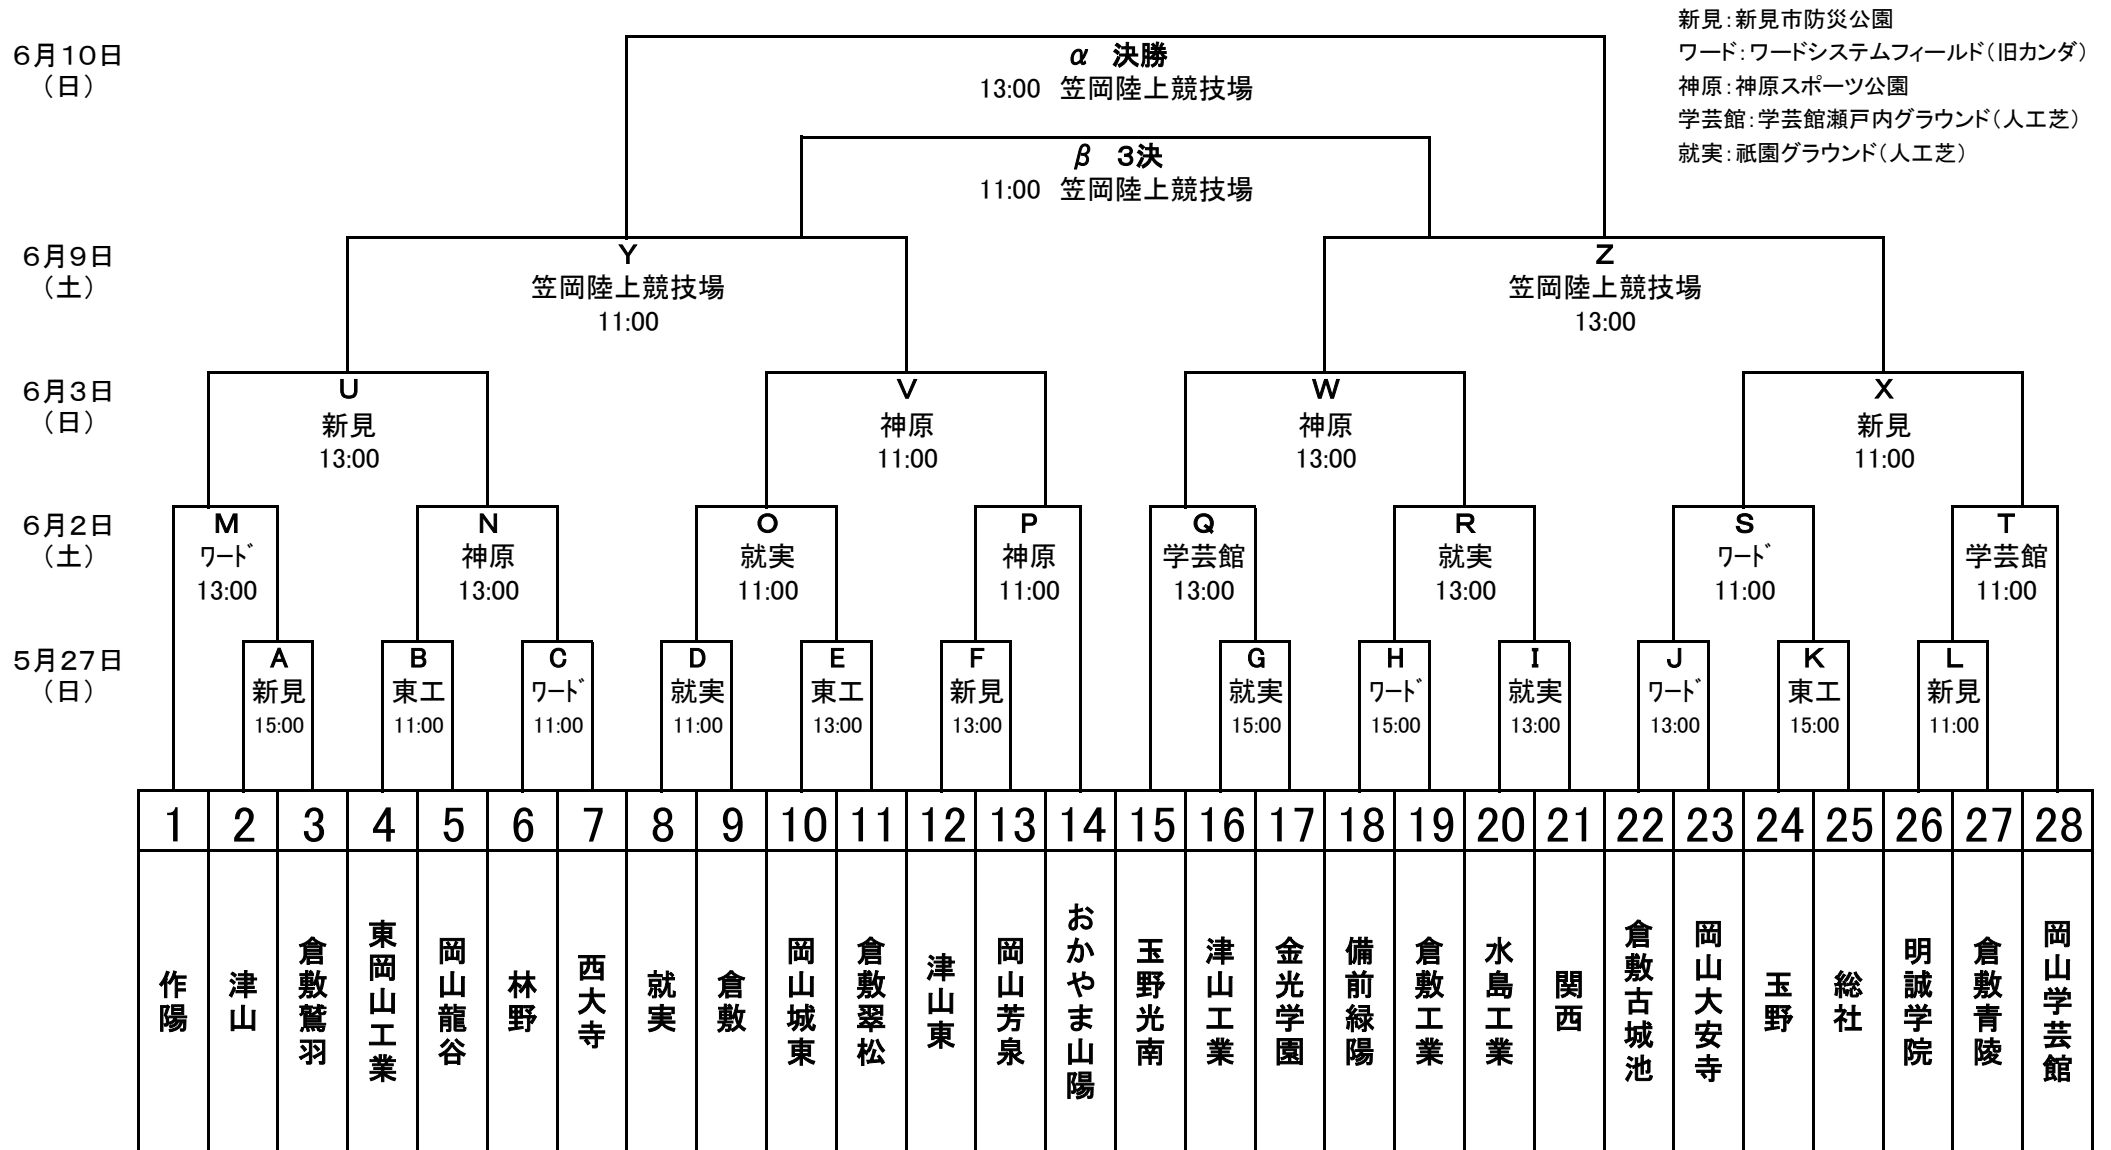 新見：新見市防災公園
ワード：ワードシステムフィールド（旧カンダ）
神原：神原スポーツ公園
学芸館：学芸館瀬戸内グラウンド（人工芝）
就実：祇園グラウンド（人工芝）
６月１０日
（日）
α 決勝
13:00 笠岡陸上競技場
β ３決
11:00 笠岡陸上競技場
６月９日
（土）
Y
笠岡陸上競技場
11:00
Z
笠岡陸上競技場
13:00
６月３日
（日）
U
新見
13:00
V
神原
11:00
W
神原
13:00
X
新見
11:00
６月２日
（土）
M
ﾜｰﾄﾞ
13:00
N
神原
13:00
O
就実
11:00
P
神原
11:00
Q
学芸館
13:00
R
就実
13:00
S
ﾜｰﾄﾞ
11:00
T
学芸館
11:00
５月２７日
（日）
A
新見
15:00
B
東工
11:00
C
ﾜｰﾄﾞ
11:00
D
就実
11:00
E
東工
13:00
F
新見
13:00
G
就実
15:00
H
ﾜｰﾄﾞ
15:00
I
就実
13:00
J
ﾜｰﾄﾞ
13:00
K
東工
15:00
L
新見
11:00
1 2 3 4 5 6 7 8 9 10 11 12 13 14 15 16 17 18 19 20 21 22 23 24 25 26 27 28
作陽
津山
倉敷鷲羽
東岡山工業
岡山龍谷
林野
西大寺
就実
倉敷
岡山城東
倉敷翠松
津山東
岡山芳泉
おかやま山陽
玉野光南
津山工業
金光学園
備前緑陽
倉敷工業
水島工業
関西
倉敷古城池
岡山大安寺
玉野
総社
明誠学院
倉敷青陵
岡山学芸館